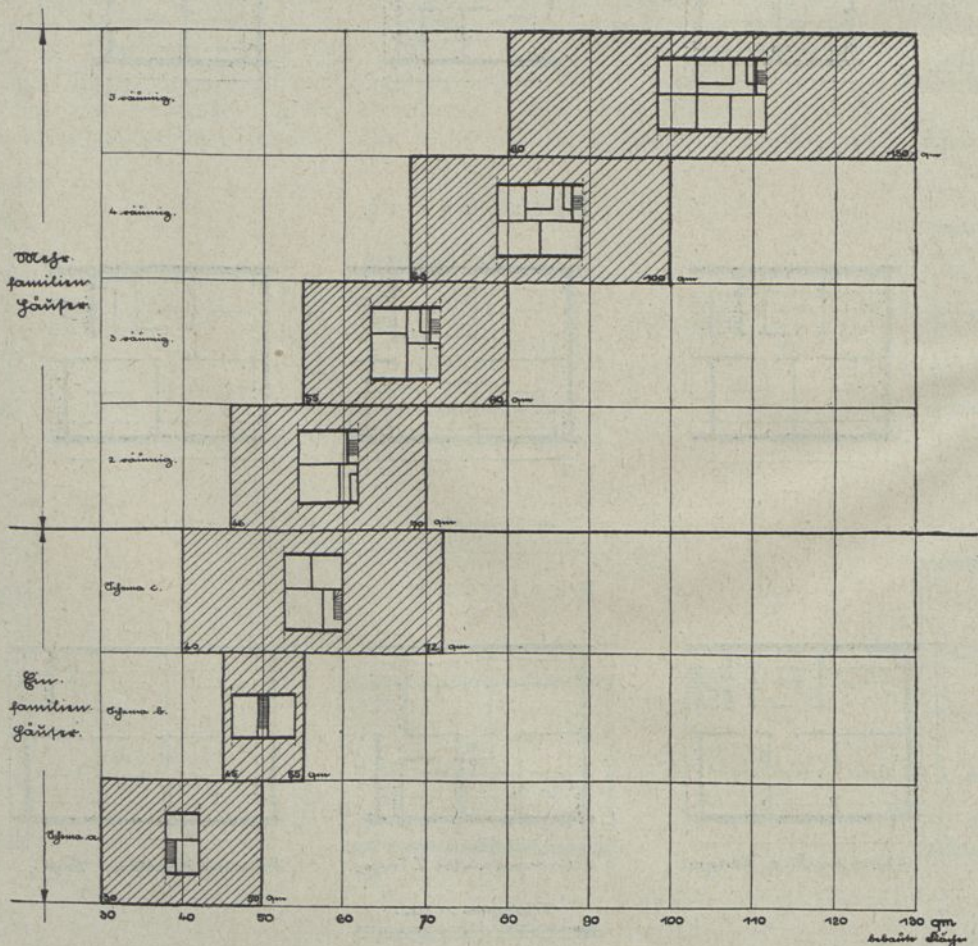 5 räumig.
80
130 qm
4 räumig.
68
100 qm
Mehr-
familien-
häuser.
3 räumig.
55
80 qm
2 räumig.
46
70 qm
Schema c.
40
72 qm
Ein-
familien-
häuser.
Schema b.
45
55 qm
Schema a.
30
50 qm
30 40 50 60 70 80 90 100 110 120 130 qm
bebaute Fläche